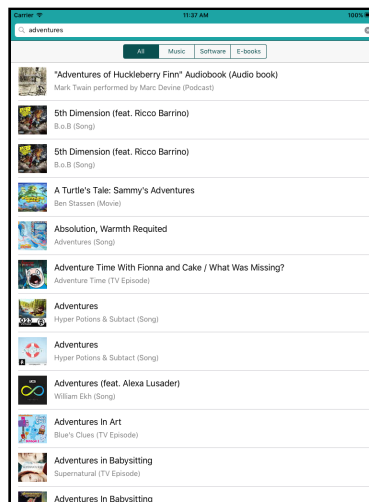 Carrier 11:37 AM 100%
adventures
All Music Software E-books
"Adventures of Huckleberry Finn" Audiobook (Audio book)
Mark Twain performed by Marc Devine (Podcast)
5th Dimension (feat. Ricco Barrino)
B.o.B (Song)
5th Dimension (feat. Ricco Barrino)
B.o.B (Song)
A Turtle's Tale: Sammy's Adventures
Ben Stassen (Movie)
Absolution, Warmth Requited
Adventures (Song)
Adventure Time With Fionna and Cake / What Was Missing?
Adventure Time (TV Episode)
Adventures
Hyper Potions & Subtact (Song)
Adventures
Hyper Potions & Subtact (Song)
Adventures (feat. Alexa Lusader)
William Ekh (Song)
Adventures In Art
Blue's Clues (TV Episode)
Adventures in Babysitting
Supernatural (TV Episode)
Adventures In Babysitting